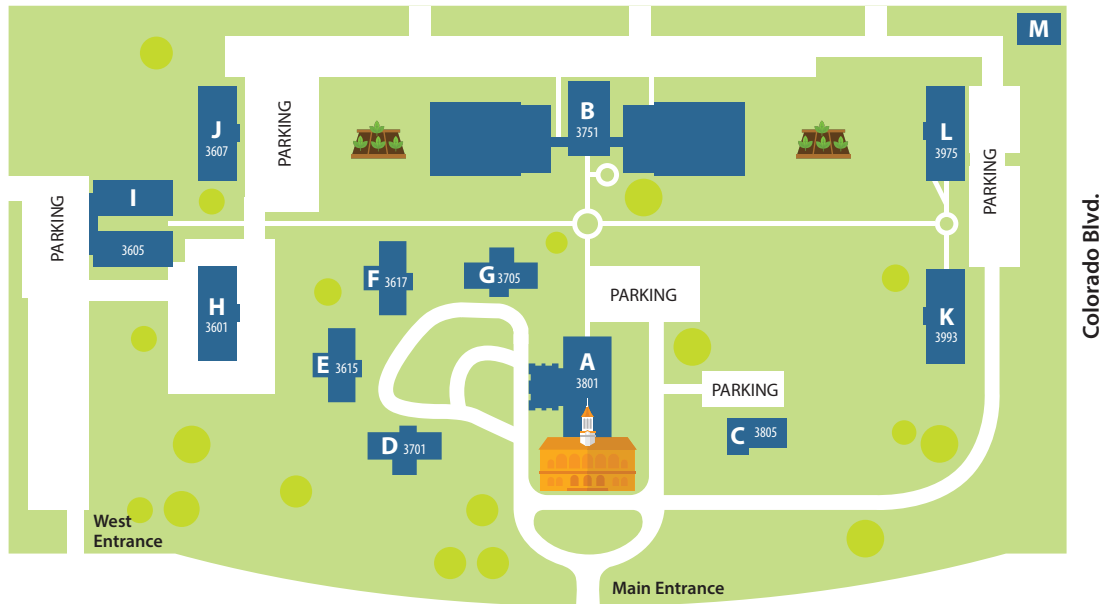 M
B
3751
J
3607
PARKING
L
3975
PARKING
I
3605
PARKING
Colorado Blvd.
F 3617
G 3705
PARKING
H
3601
K
3993
E 3615
A
3801
PARKING
D 3701
C 3805
West
Entrance
Main Entrance